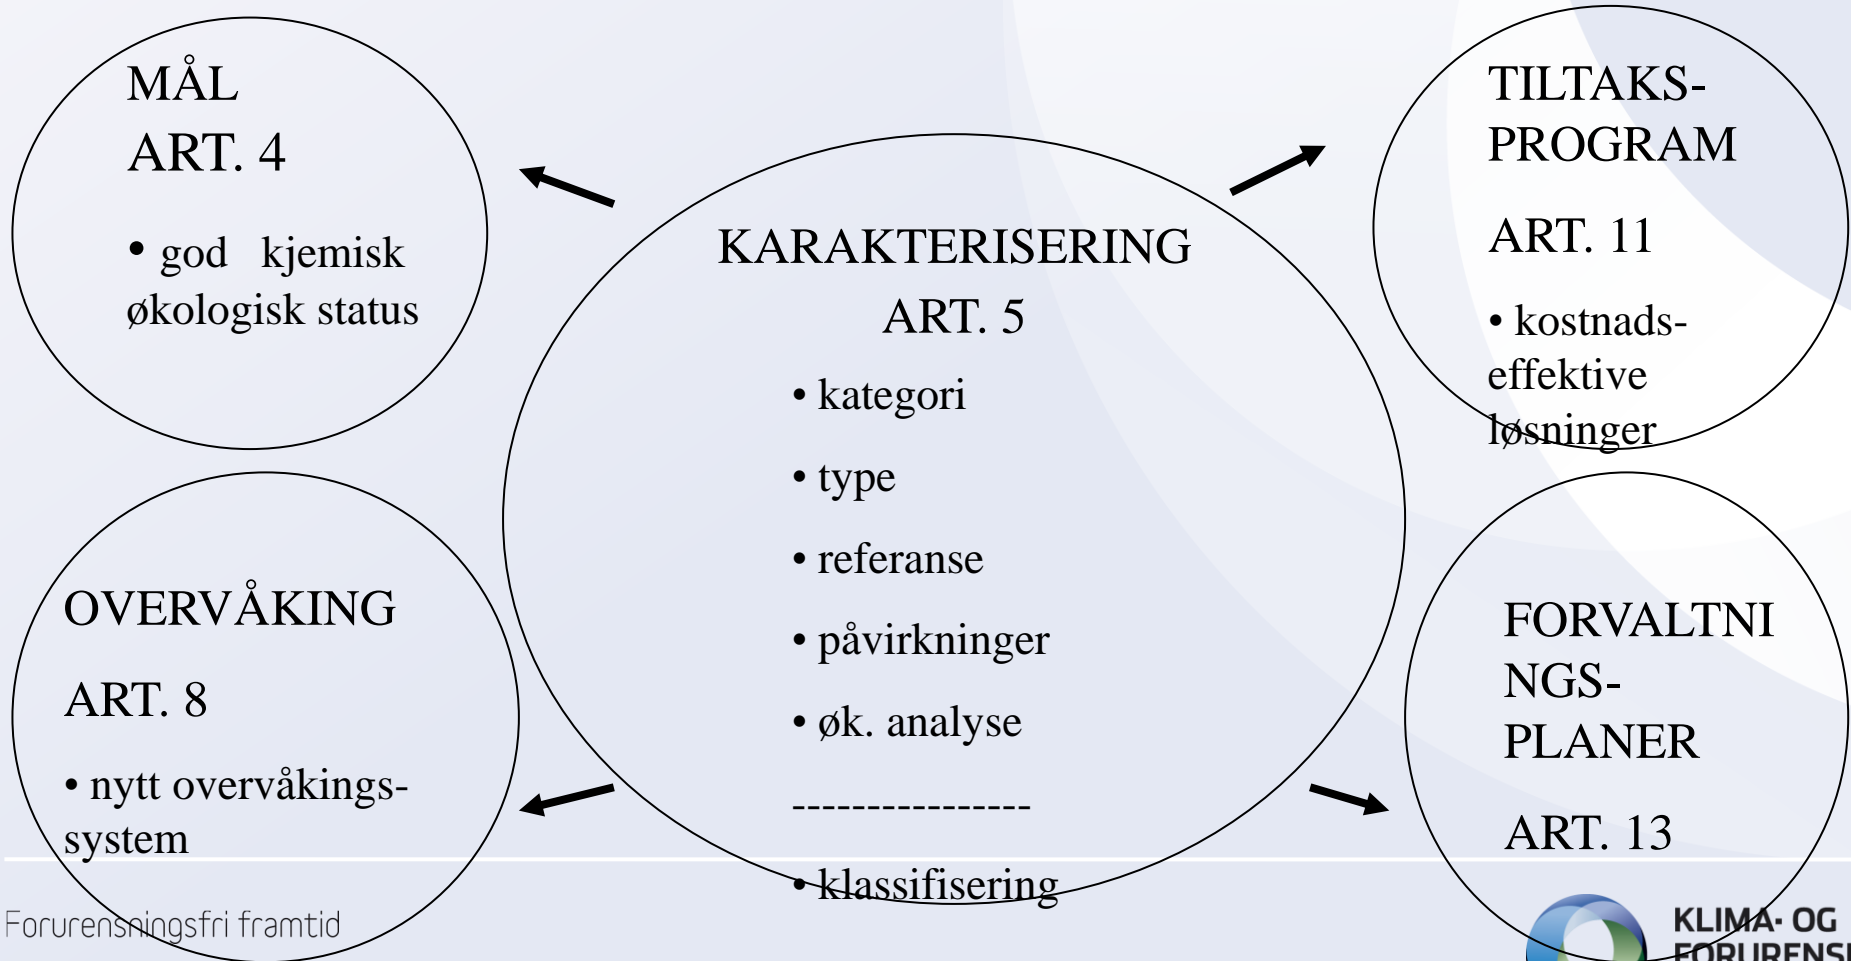 MÅL
ART. 4
• god kjemisk
økologisk status
KARAKTERISERING
ART. 5
• kategori
• type
• referanse
• påvirkninger
• øk. analyse
----------------
• klassifisering
TILTAKS-
PROGRAM
ART. 11
• kostnads-
effektive
løsninger
OVERVÅKING
ART. 8
• nytt overvåkings-
system
FORVALTNI
NGS-
PLANER
ART. 13
Forurensningsfri framtid
KLIMA- OG